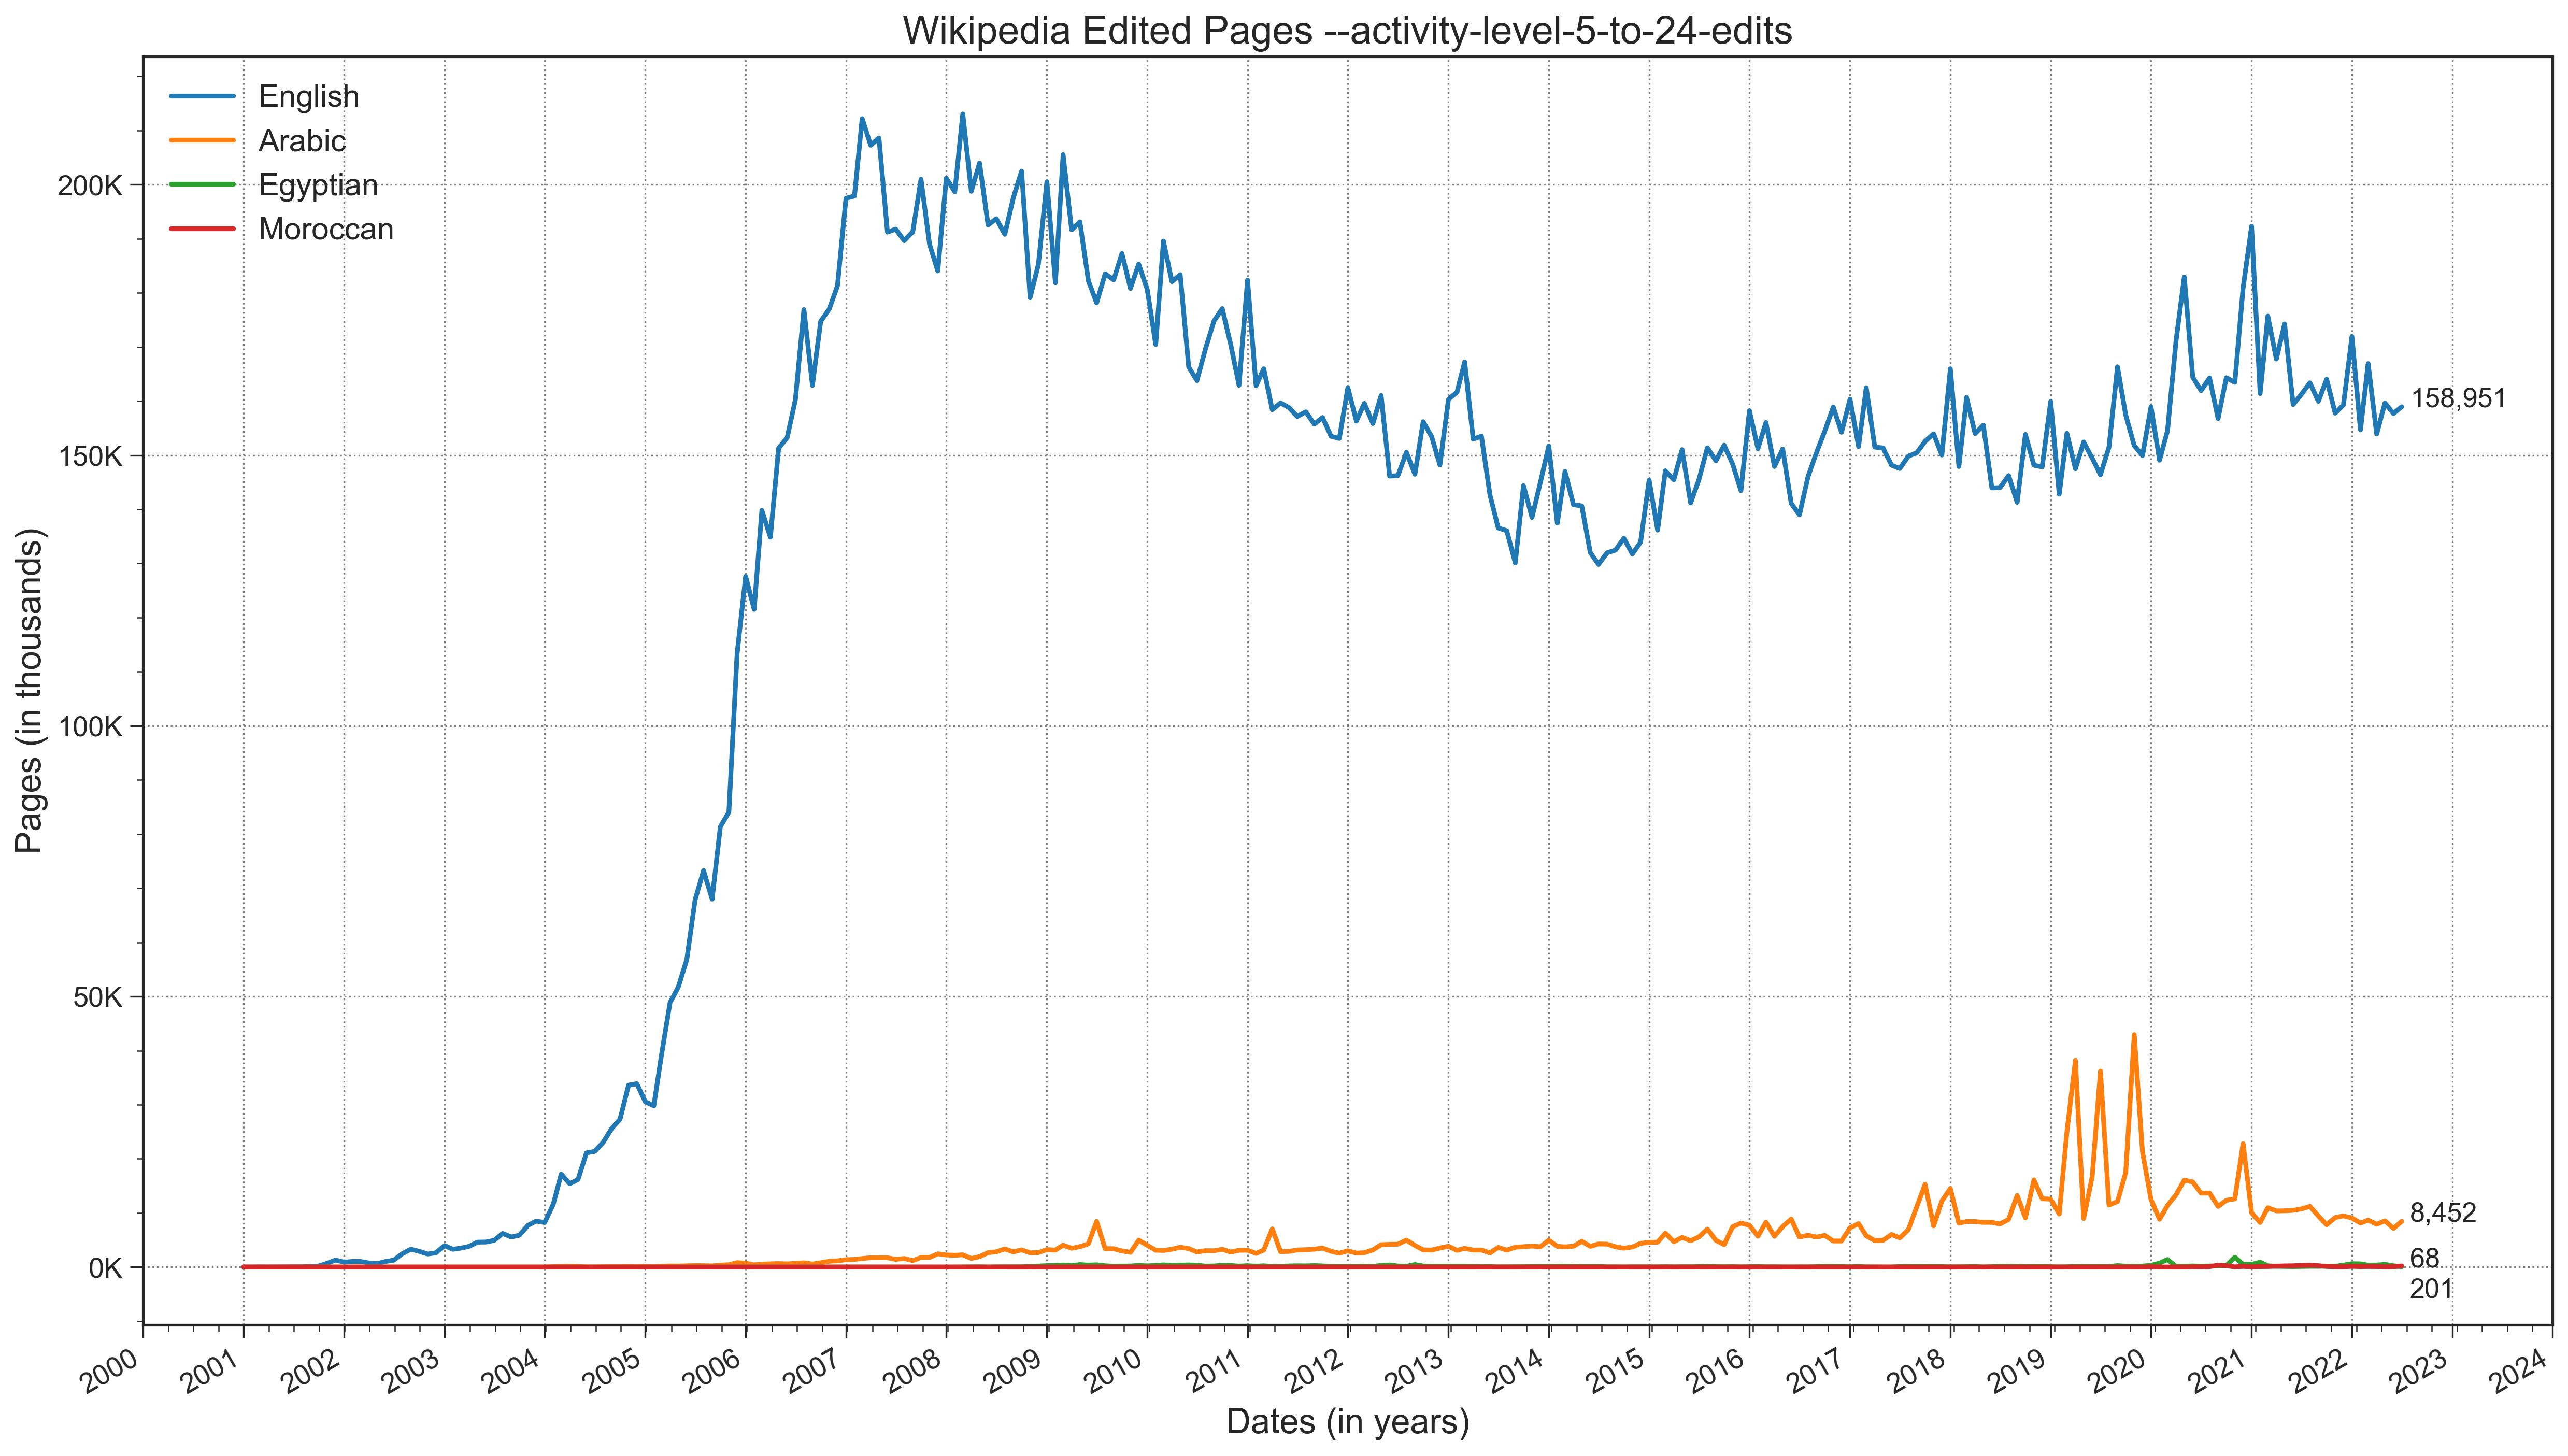 Wikipedia Edited Pages --activity-level-5-to-24-edits
English
Arabic
Egyptian
Moroccan
Pages (in thousands)
200K
150K
100K
50K
0K
158,951
8,452
68
201
2000 2001 2002 2003 2004 2005 2006 2007 2008 2009 2010 2011 2012 2013 2014 2015 2016 2017 2018 2019 2020 2021 2022 2023 2024
Dates (in years)